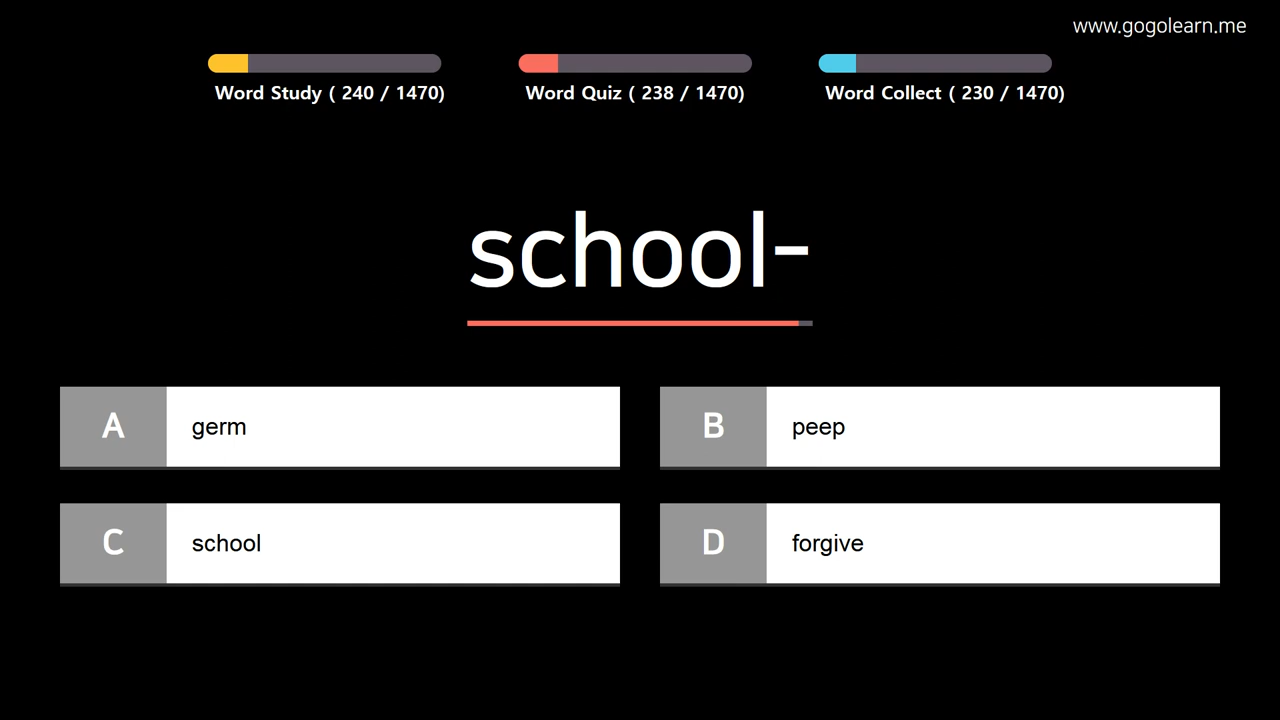 www.gogolearn.me
Word Study ( 240 / 1470)
Word Quiz ( 238 / 1470)
Word Collect ( 230 / 1470)
school-
A germ
B peep
C school
D forgive